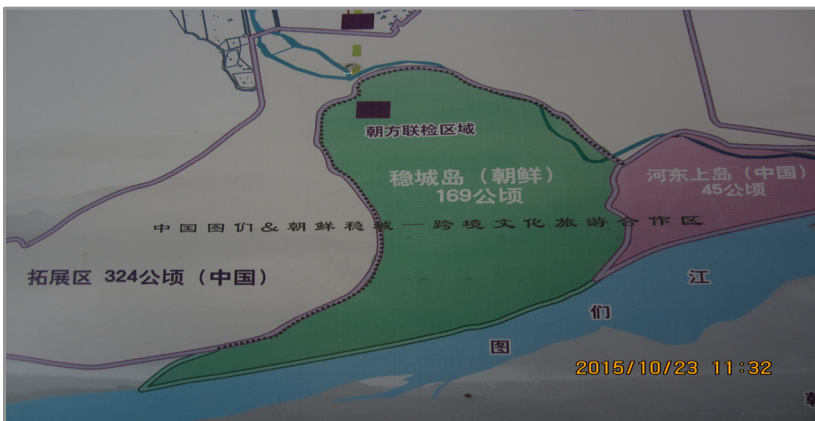 朝方联检区域
稳城岛（朝鲜）
169公顷
河东上岛（中国）
45公顷
中国图们&朝鲜稳城—跨境文化旅游合作区
拓展区 324公顷（中国）
图们江
2015/10/23 11:32